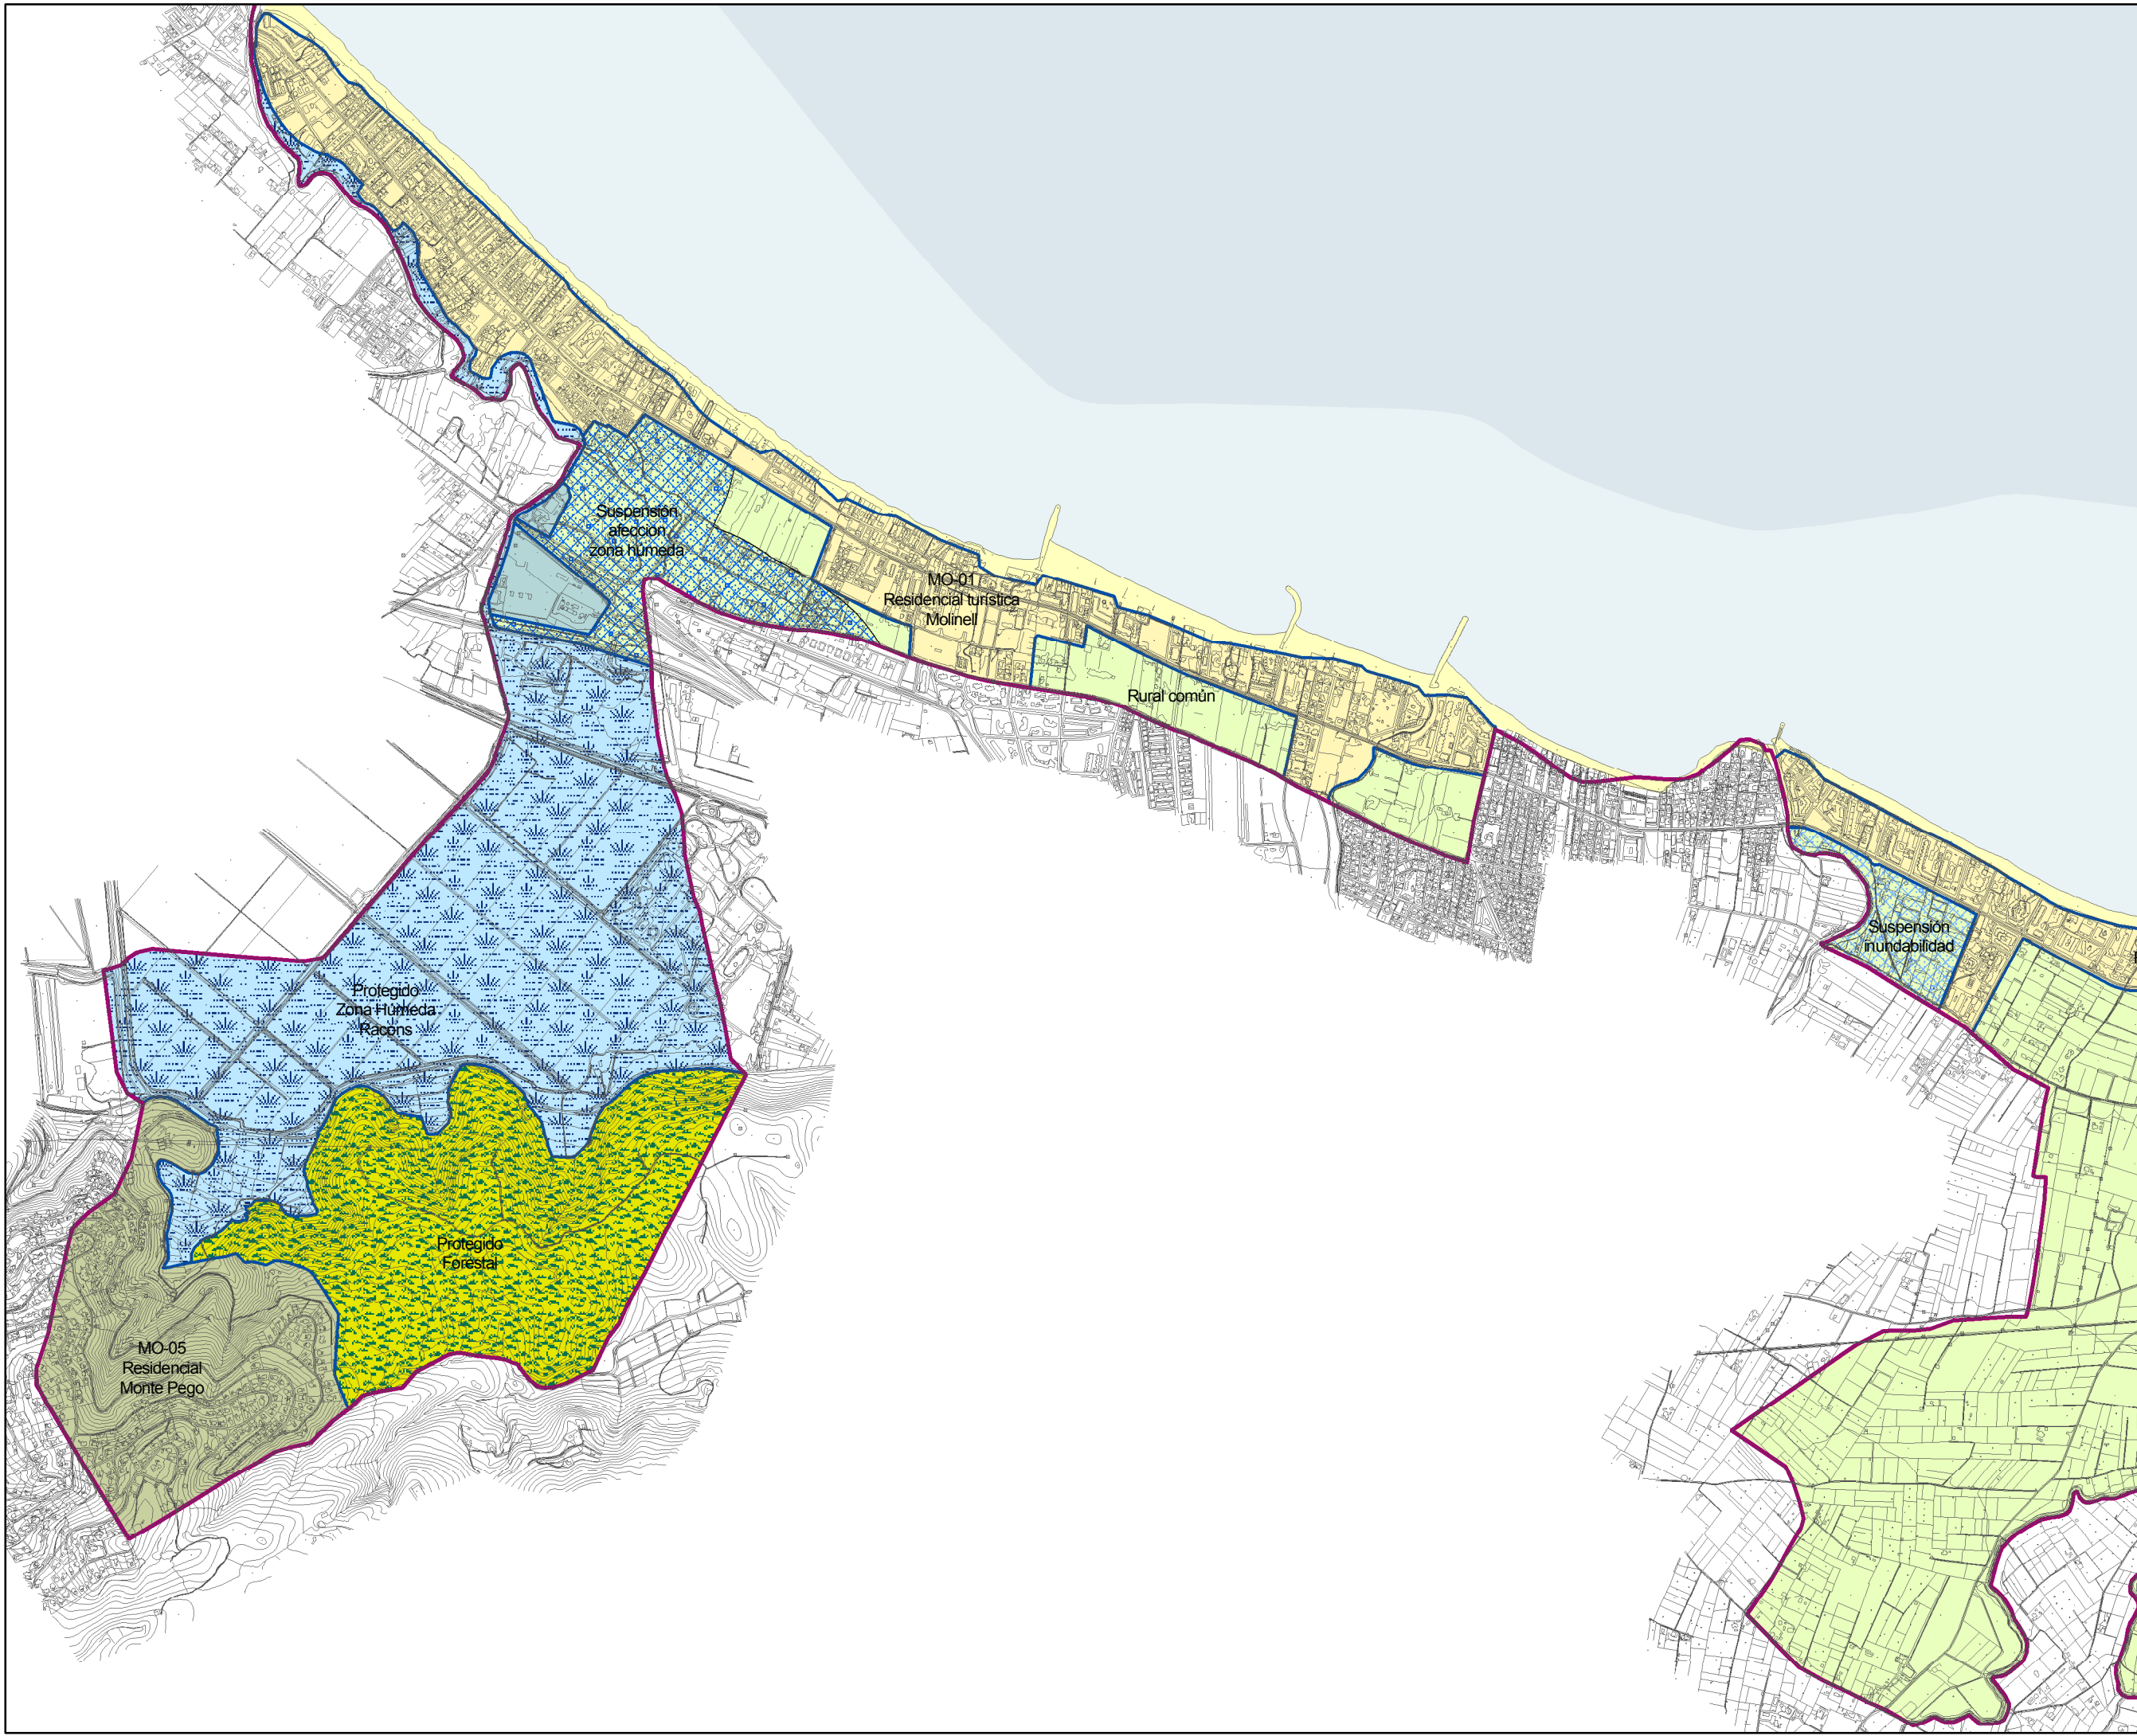 Suspensión
afección
zona húmeda
MO-01
Residencial turística
Molinell
Rural común
Suspensión
inundabilidad
Protegido
Zona Húmeda
Racons
Protegido
Forestal
MO-05
Residencial
Monte Pego